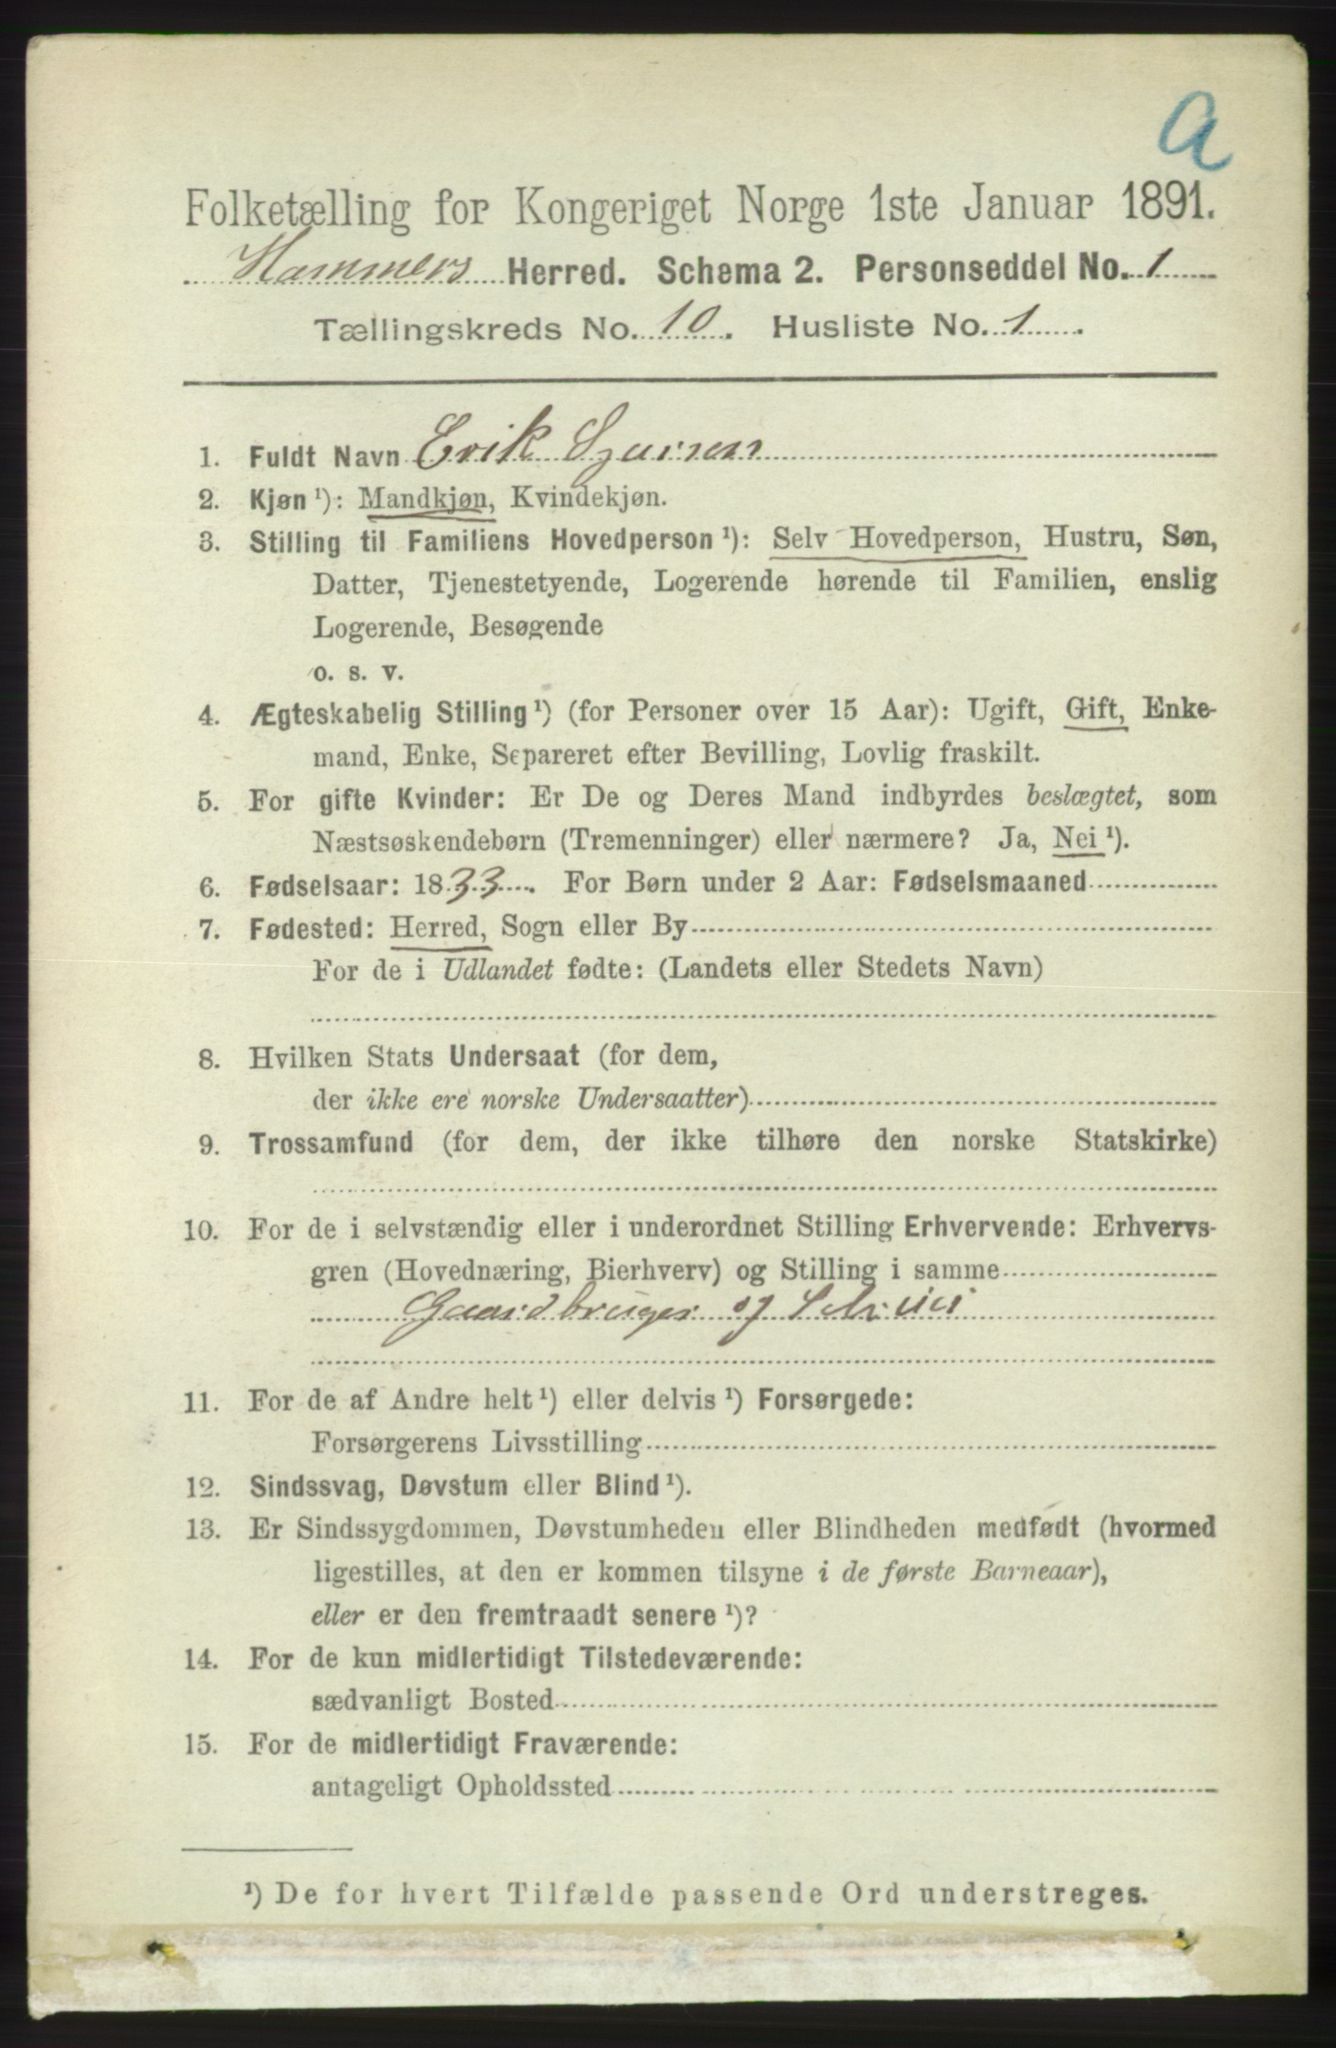 a
Folketælling for Kongeriget Norge 1ste Januar 1891.
Hammers Herred. Schema 2. Personseddel No. 1
Tællingskreds No. 10. Husliste No. 1.
1. Fuldt Navn Erik
2. Kjøn ¹): Mandkjøn, Kvindekjøn.
3. Stilling til Familiens Hovedperson ¹): Selv Hovedperson, Hustru, Søn,
Datter, Tjenestetyende, Logerende hørende til Familien, enslig
Logerende, Besøgende
o. s. v.
4. Ægteskabelig Stilling ¹) (for Personer over 15 Aar): Ugift, Gift, Enke-
mand, Enke, Separeret efter Bevilling, Lovlig fraskilt.
5. For gifte Kvinder: Er De og Deres Mand indbyrdes beslægtet, som
Næstsøskendebørn (Tremenninger) eller nærmere? Ja, Nei ¹).
6. Fødselsaar: 1833. For Børn under 2 Aar: Fødselsmaaned
7. Fødested: Herred, Sogn eller By
For de i Udlandet fødte: (Landets eller Stedets Navn)
8. Hvilken Stats Undersaat (for dem,
der ikke ere norske Undersaatter)
9. Trossamfund (for dem, der ikke tilhøre den norske Statskirke)
10. For de i selvstændig eller i underordnet Stilling Erhvervende: Erhvervs-
gren (Hovednæring, Bierhverv) og Stilling i samme
Gaardbruger og
11. For de af Andre helt ¹) eller delvis ¹) Forsørgede:
Forsørgerens Livsstilling
12. Sindssvag, Døvstum eller Blind ¹).
13. Er Sindssygdommen, Døvstumheden eller Blindheden medfødt (hvormed
ligestilles, at den er kommen tilsyne i de første Barneaar),
eller er den fremtraadt senere ¹)?
14. For de kun midlertidigt Tilstedeværende:
sædvanligt Bosted
15. For de midlertidigt Fraværende:
antageligt Opholdssted
¹) De for hvert Tilfælde passende Ord understreges.